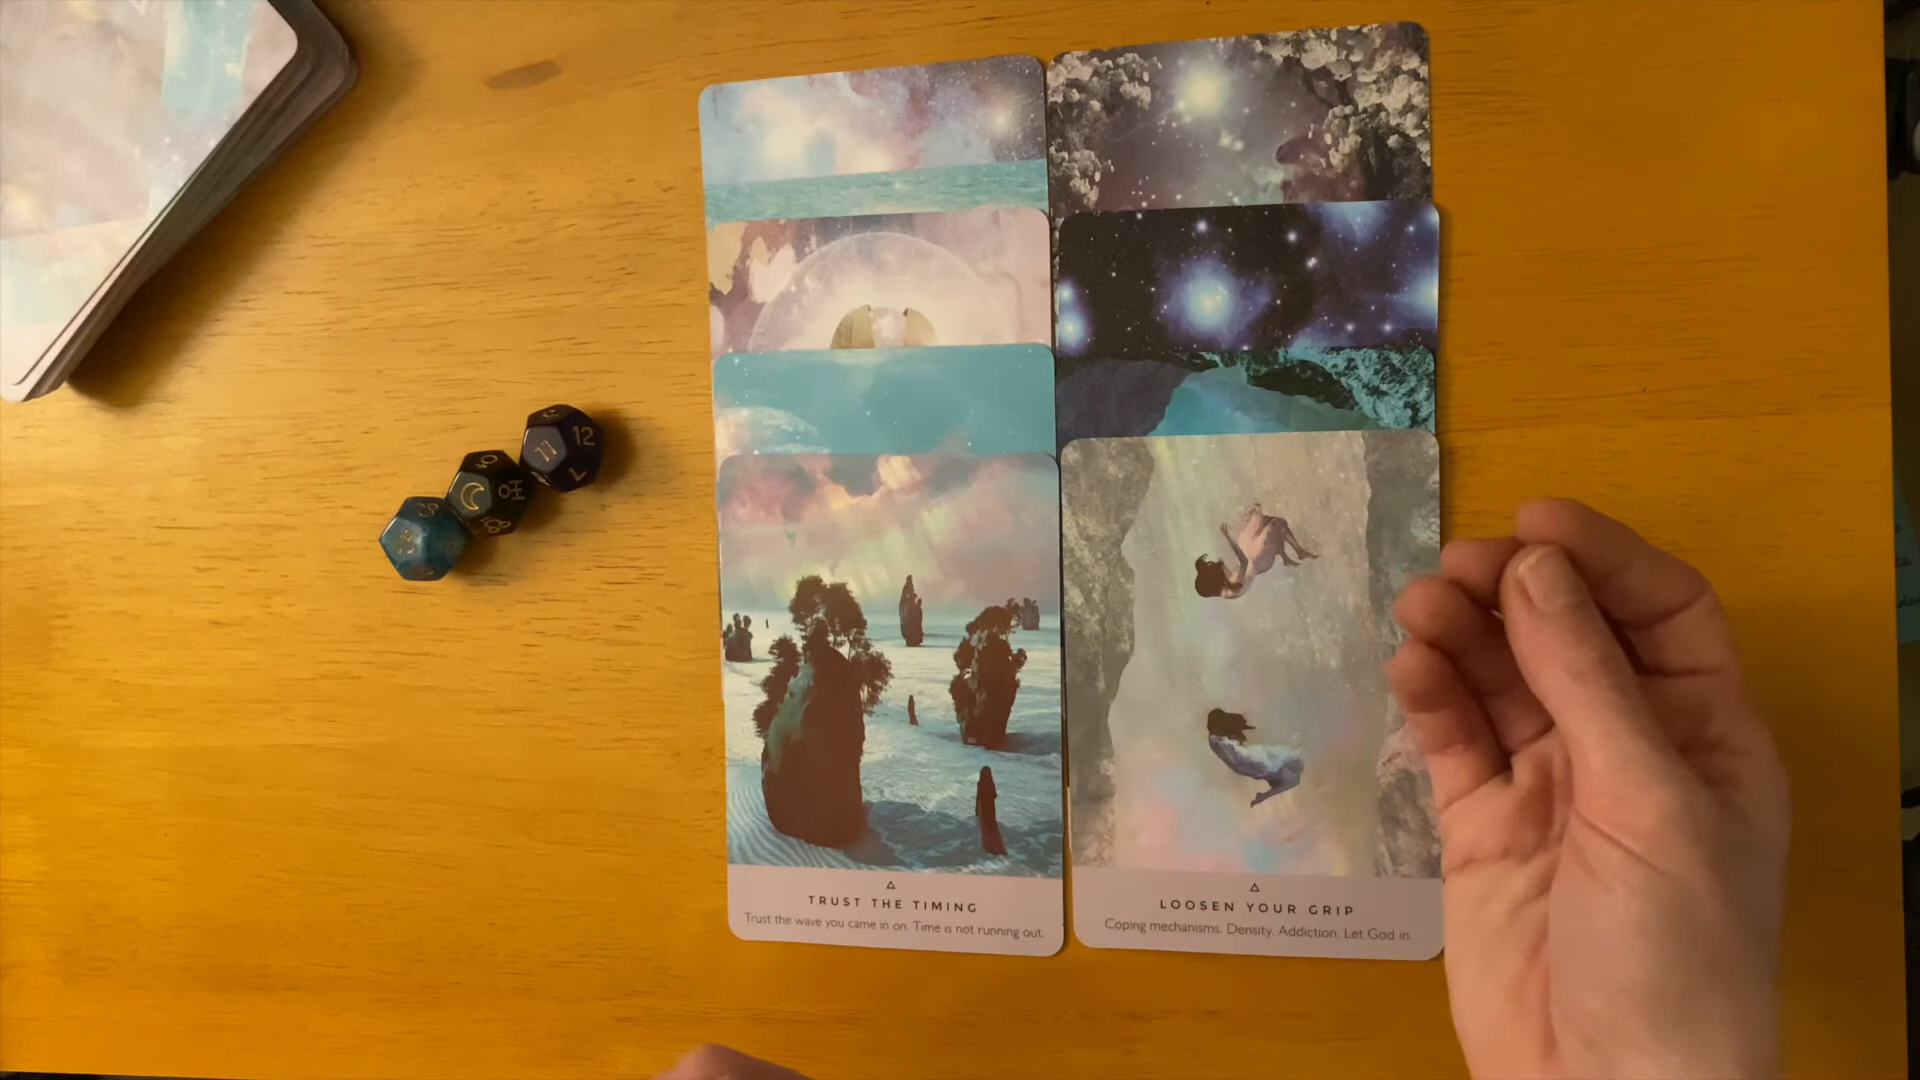 12
11
7
TRUST THE TIMING
Trust the wave you came in on. Time is not running out.
LOOSEN YOUR GRIP
Coping mechanisms. Density. Addiction. Let God in.